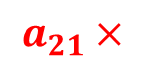 a₂₁ ×